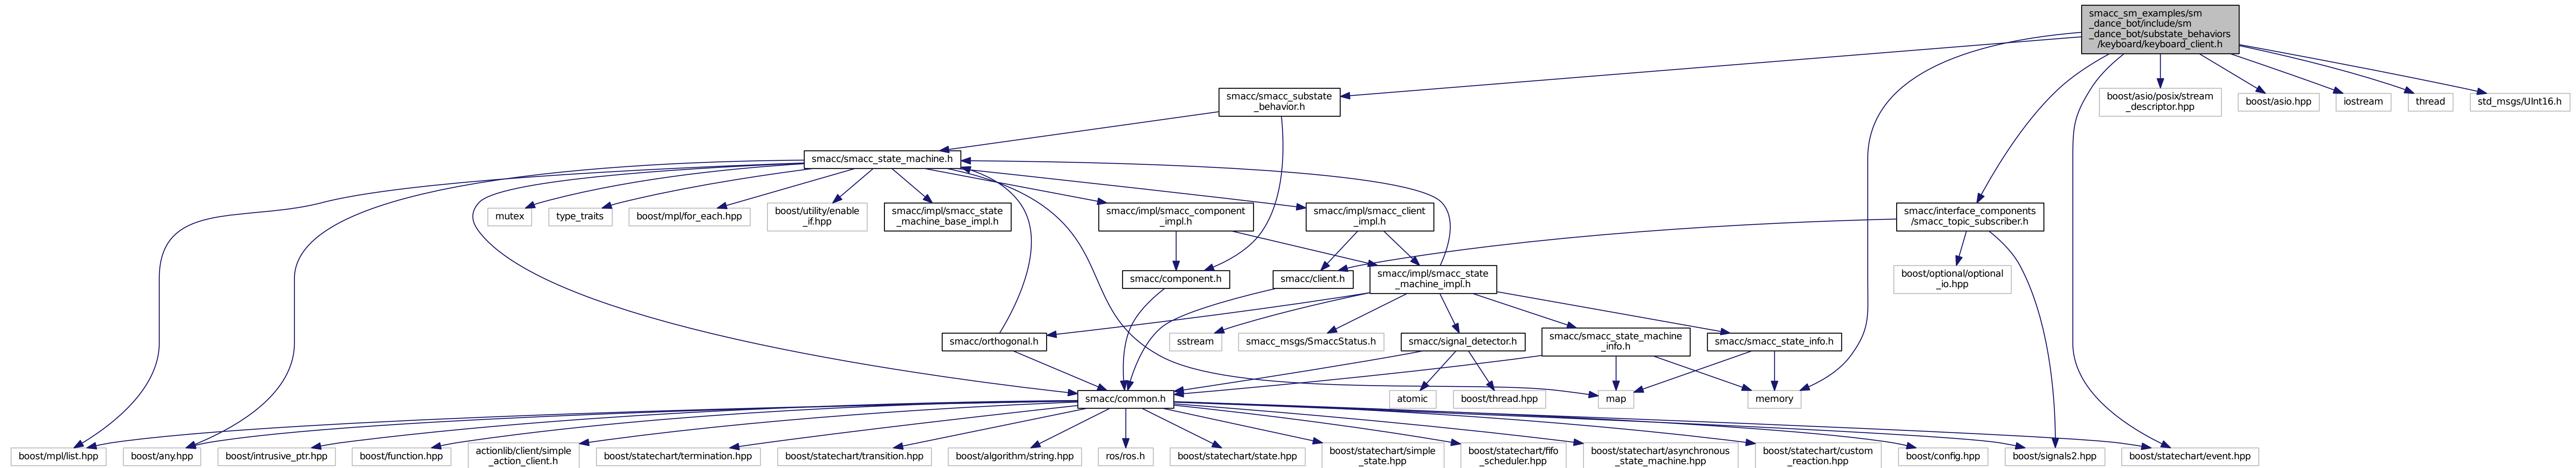 smacc_sm_examples/sm
_dance_bot/include/sm
_dance_bot/substate_behaviors
/keyboard/keyboard_client.h
smacc/smacc_substate
_behavior.h
boost/asio/posix/stream
_descriptor.hpp
boost/asio.hpp
iostream
thread
std_msgs/UInt16.h
smacc/smacc_state_machine.h
mutex
type_traits
boost/mpl/for_each.hpp
boost/utility/enable
_if.hpp
smacc/impl/smacc_state
_machine_base_impl.h
smacc/impl/smacc_component
_impl.h
smacc/impl/smacc_client
_impl.h
smacc/interface_components
/smacc_topic_subscriber.h
smacc/component.h
smacc/client.h
smacc/impl/smacc_state
_machine_impl.h
boost/optional/optional
_io.hpp
smacc/orthogonal.h
sstream
smacc_msgs/SmaccStatus.h
smacc/signal_detector.h
smacc/smacc_state_machine
_info.h
smacc/smacc_state_info.h
smacc/common.h
atomic
boost/thread.hpp
map
memory
boost/mpl/list.hpp
boost/any.hpp
boost/intrusive_ptr.hpp
boost/function.hpp
actionlib/client/simple
_action_client.h
boost/statechart/termination.hpp
boost/statechart/transition.hpp
boost/algorithm/string.hpp
ros/ros.h
boost/statechart/state.hpp
boost/statechart/simple
_state.hpp
boost/statechart/fifo
_scheduler.hpp
boost/statechart/asynchronous
_state_machine.hpp
boost/statechart/custom
_reaction.hpp
boost/config.hpp
boost/signals2.hpp
boost/statechart/event.hpp